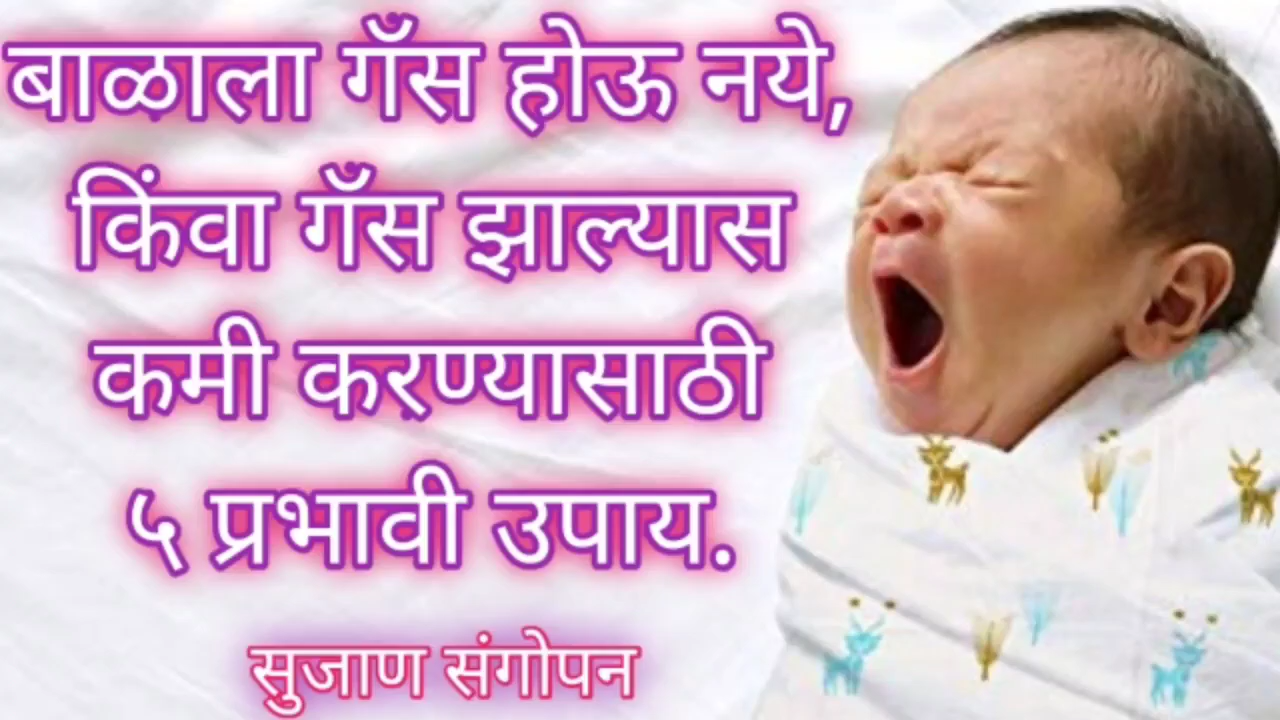 बाळाला गॅस होऊ नये,
किंवा गॅस झाल्यास
कमी करण्यासाठी
५ प्रभावी उपाय.
सुजाण संगोपन